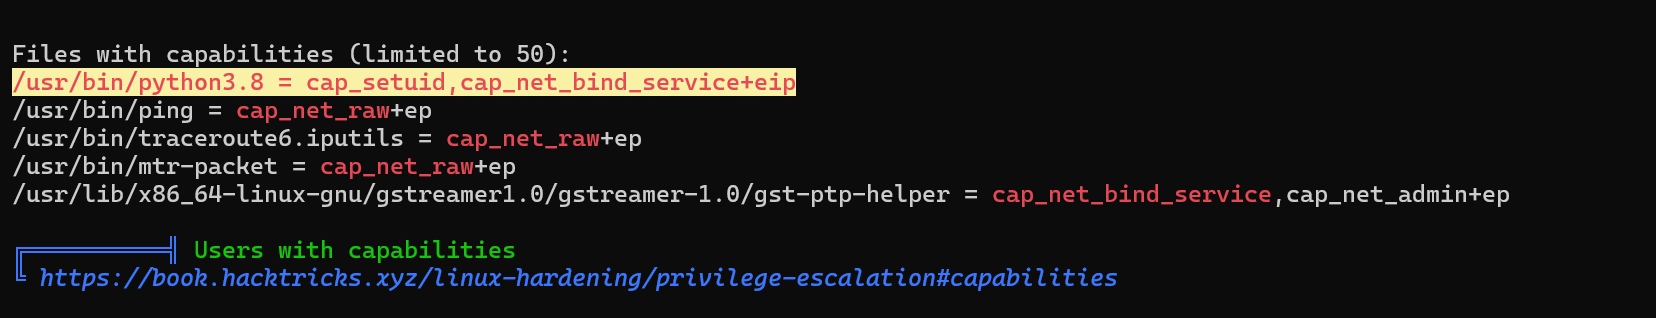 Files with capabilities (limited to 50):
/usr/bin/python3.8 = cap_setuid,cap_net_bind_service+eip
/usr/bin/ping = cap_net_raw+ep
/usr/bin/traceroute6.iputils = cap_net_raw+ep
/usr/bin/mtr-packet = cap_net_raw+ep
/usr/lib/x86_64-linux-gnu/gstreamer1.0/gstreamer-1.0/gst-ptp-helper = cap_net_bind_service,cap_net_admin+ep
╔══════════╣ Users with capabilities
╚ https://book.hacktricks.xyz/linux-hardening/privilege-escalation#capabilities